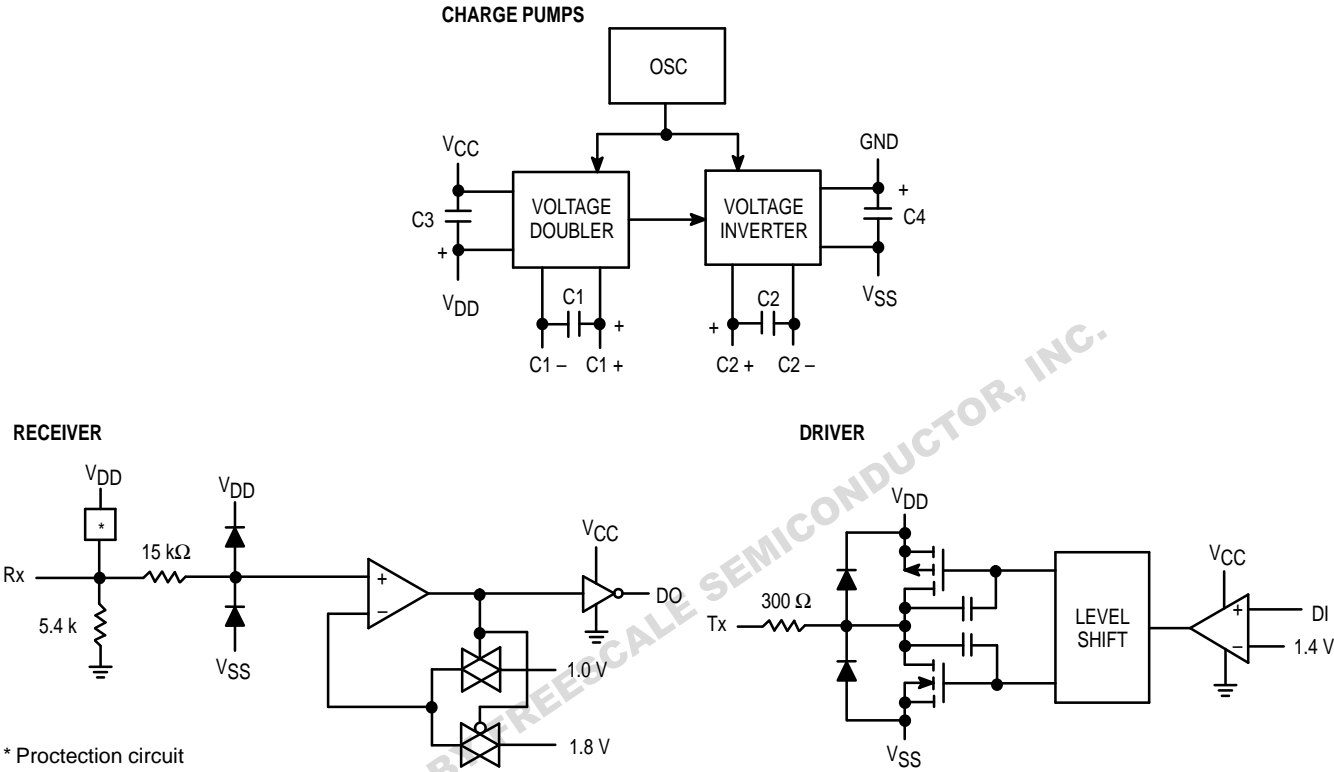 CHARGE PUMPS
OSC
VCC
GND
+
C3
VOLTAGE
DOUBLER
VOLTAGE
INVERTER
C4
+
VDD
VSS
C1
+
C2
+
C1 –
C1 +
C2 +
C2 –
RECEIVER
VDD
*
VDD
Rx
15 kΩ
5.4 k
VSS
+
–
VCC
DO
1.0 V
1.8 V
* Proctection circuit
DRIVER
VDD
Tx
300 Ω
VSS
LEVEL
SHIFT
VCC
+
–
DI
1.4 V
BY FREESCALE SEMICONDUCTOR, INC.